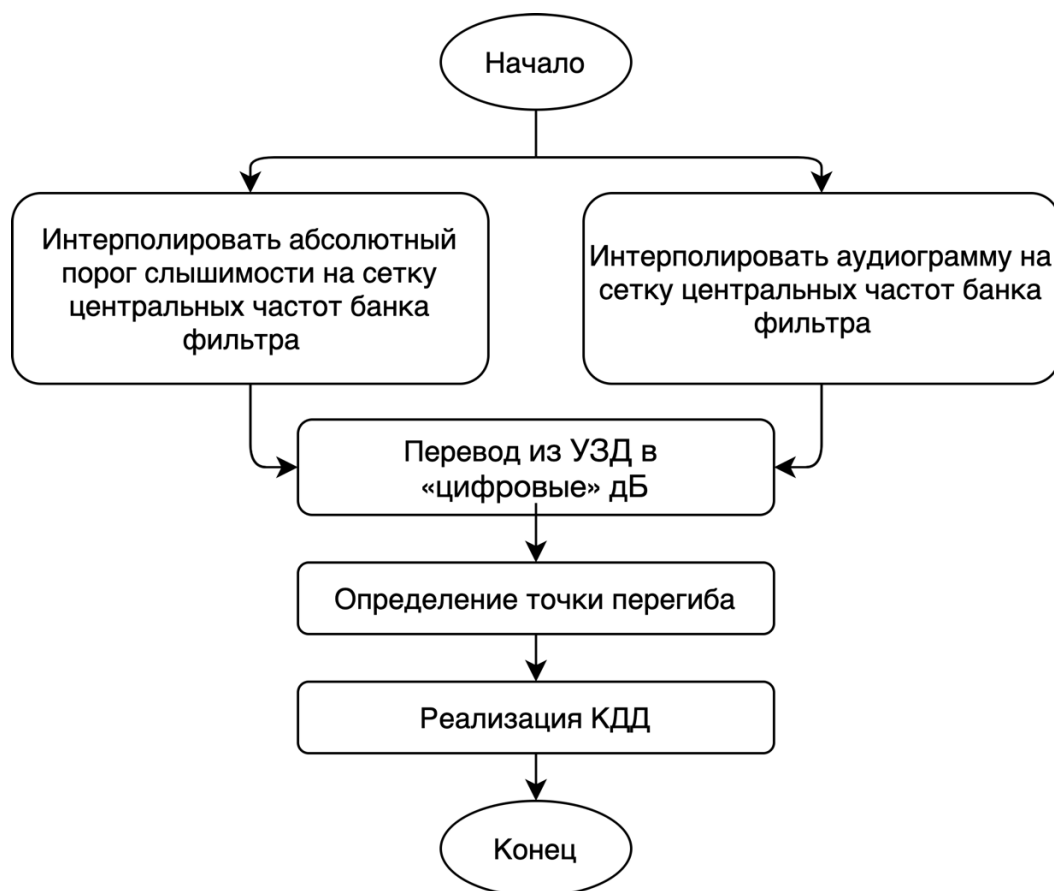 Начало
Интерполировать абсолютный
порог слышимости на сетку
центральных частот банка
фильтра
Интерполировать аудиограмму на
сетку центральных частот банка
фильтра
Перевод из УЗД в
«цифровые» дБ
Определение точки перегиба
Реализация КДД
Конец